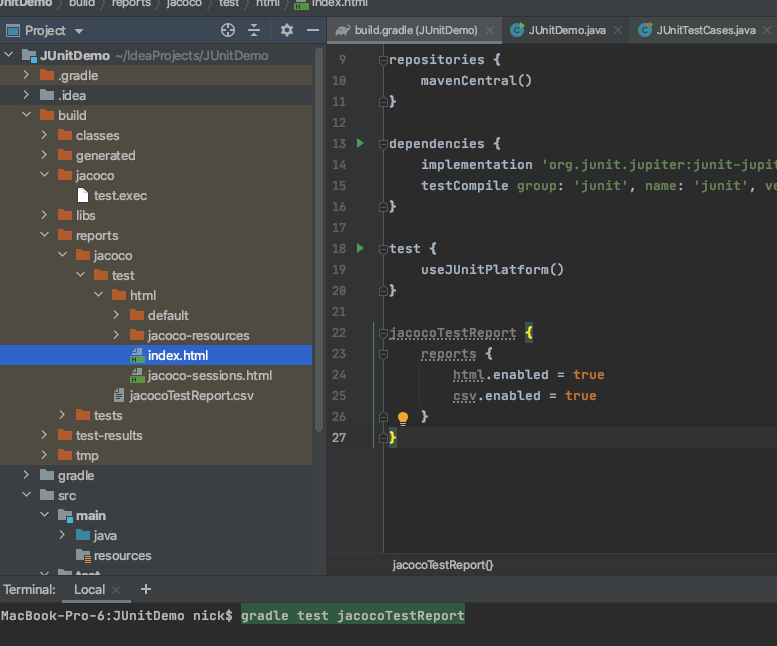 JUnitDemo build reports jacoco test html index.html
Project
build.gradle (JUnitDemo) JUnitDemo.java JUnitTestCases.java
JUnitDemo ~/IdeaProjects/JUnitDemo
.gradle
.idea
build
classes
generated
jacoco
test.exec
libs
reports
jacoco
test
html
default
jacoco-resources
index.html
jacoco-sessions.html
jacocoTestReport.csv
tests
test-results
tmp
gradle
src
main
java
resources
test
9 repositories {
10 mavenCentral()
11 }
12
13 dependencies {
14 implementation 'org.junit.jupiter:junit-jupit
15 testCompile group: 'junit', name: 'junit', ve
16 }
17
18 test {
19 useJUnitPlatform()
20 }
21
22 jacocoTestReport {
23 reports {
24 html.enabled = true
25 csv.enabled = true
26 }
27 }
jacocoTestReport{}
Terminal: Local
MacBook-Pro-6:JUnitDemo nick$ gradle test jacocoTestReport